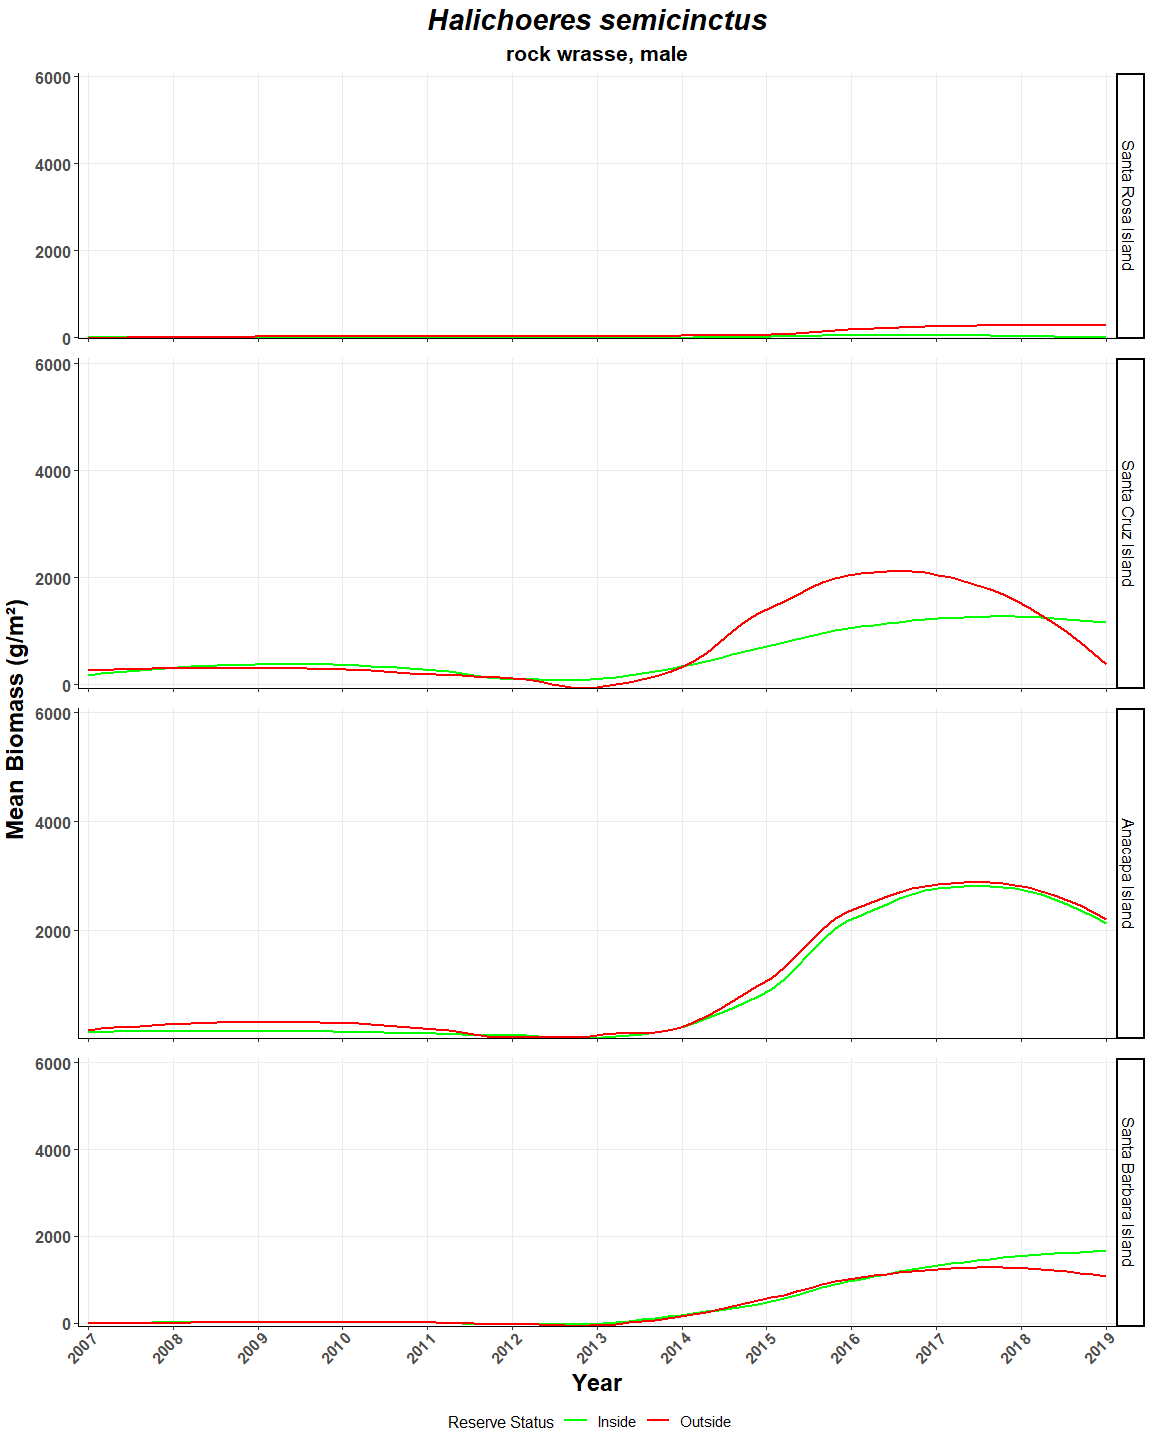 Halichoeres semicinctus
rock wrasse, male
Mean Biomass (g/m²)
6000
4000
2000
0
Santa Rosa Island
6000
4000
2000
0
Santa Cruz Island
6000
4000
2000
Anacapa Island
6000
4000
2000
0
Santa Barbara Island
2007 2008 2009 2010 2011 2012 2013 2014 2015 2016 2017 2018 2019
Year
Reserve Status Inside Outside